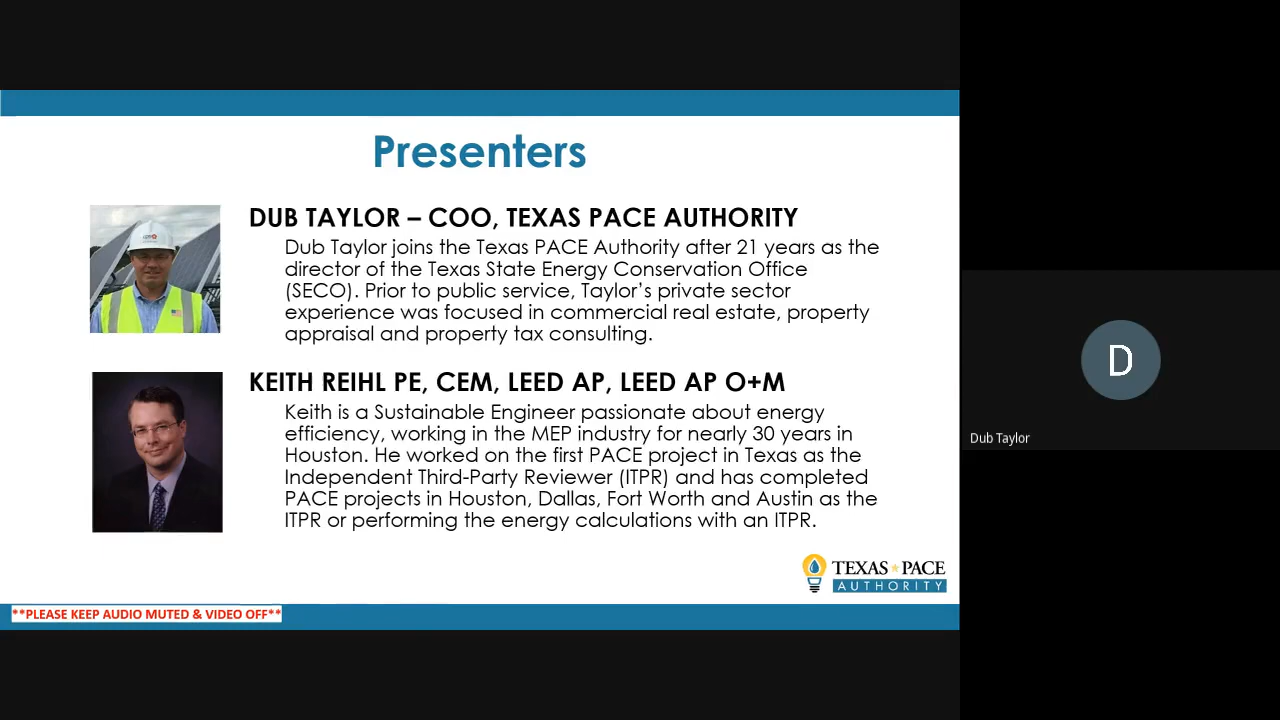 Presenters
DUB TAYLOR – COO, TEXAS PACE AUTHORITY
Dub Taylor joins the Texas PACE Authority after 21 years as the
director of the Texas State Energy Conservation Office
(SECO). Prior to public service, Taylor’s private sector
experience was focused in commercial real estate, property
appraisal and property tax consulting.
KEITH REIHL PE, CEM, LEED AP, LEED AP O+M
Keith is a Sustainable Engineer passionate about energy
efficiency, working in the MEP industry for nearly 30 years in
Houston. He worked on the first PACE project in Texas as the
Independent Third-Party Reviewer (ITPR) and has completed
PACE projects in Houston, Dallas, Fort Worth and Austin as the
ITPR or performing the energy calculations with an ITPR.
TEXAS PACE
AUTHORITY
**PLEASE KEEP AUDIO MUTED & VIDEO OFF**
D
Dub Taylor